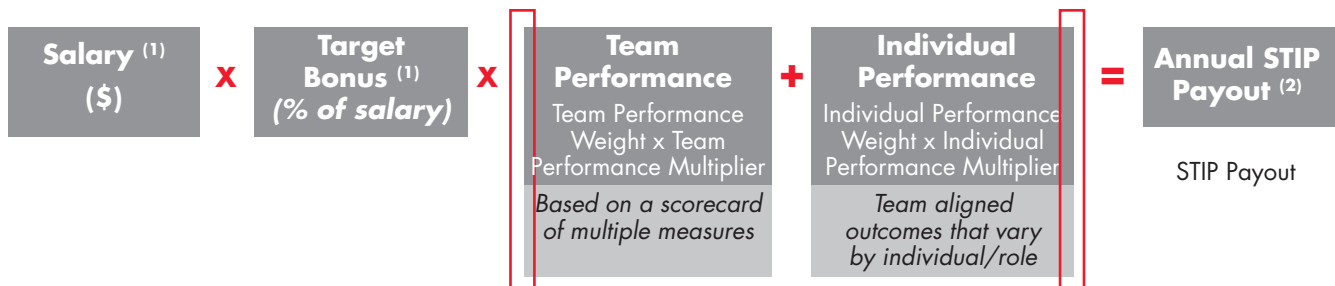 Salary (1)
($)
x
Target
Bonus (1)
(% of salary)
x
Team
Performance
Team Performance
Weight x Team
Performance Multiplier
Based on a scorecard
of multiple measures
+
Individual
Performance
Individual Performance
Weight x Individual
Performance Multiplier
Team aligned
outcomes that vary
by individual/role
=
Annual STIP
Payout (2)
STIP Payout